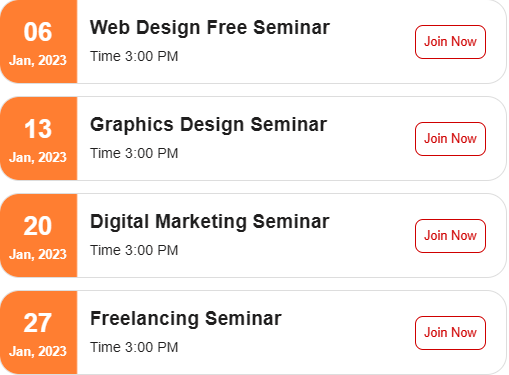 06
Jan, 2023
Web Design Free Seminar
Time 3:00 PM
Join Now
13
Jan, 2023
Graphics Design Seminar
Time 3:00 PM
Join Now
20
Jan, 2023
Digital Marketing Seminar
Time 3:00 PM
Join Now
27
Jan, 2023
Freelancing Seminar
Time 3:00 PM
Join Now